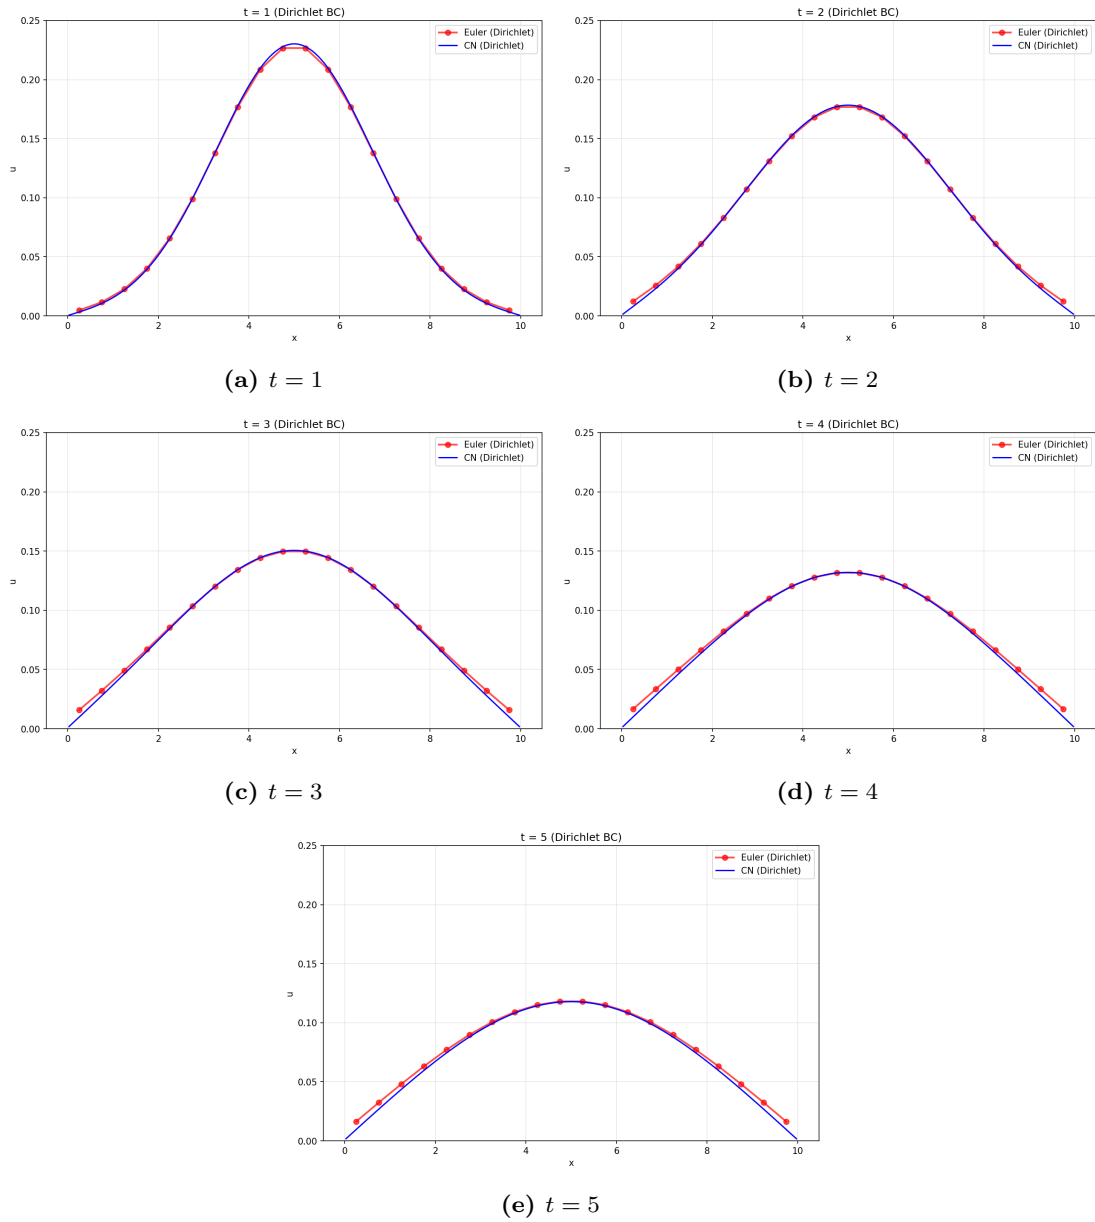 t = 1 (Dirichlet BC)
0.25
0.20
0.15
0.10
0.05
0.00
u
Euler (Dirichlet)
CN (Dirichlet)
0 2 4 6 8 10
x
(a) t = 1
t = 2 (Dirichlet BC)
0.25
0.20
0.15
0.10
0.05
0.00
u
Euler (Dirichlet)
CN (Dirichlet)
0 2 4 6 8 10
x
(b) t = 2
t = 3 (Dirichlet BC)
0.25
0.20
0.15
0.10
0.05
0.00
u
Euler (Dirichlet)
CN (Dirichlet)
0 2 4 6 8 10
x
(c) t = 3
t = 4 (Dirichlet BC)
0.25
0.20
0.15
0.10
0.05
0.00
u
Euler (Dirichlet)
CN (Dirichlet)
0 2 4 6 8 10
x
(d) t = 4
t = 5 (Dirichlet BC)
0.25
0.20
0.15
0.10
0.05
0.00
u
Euler (Dirichlet)
CN (Dirichlet)
0 2 4 6 8 10
x
(e) t = 5